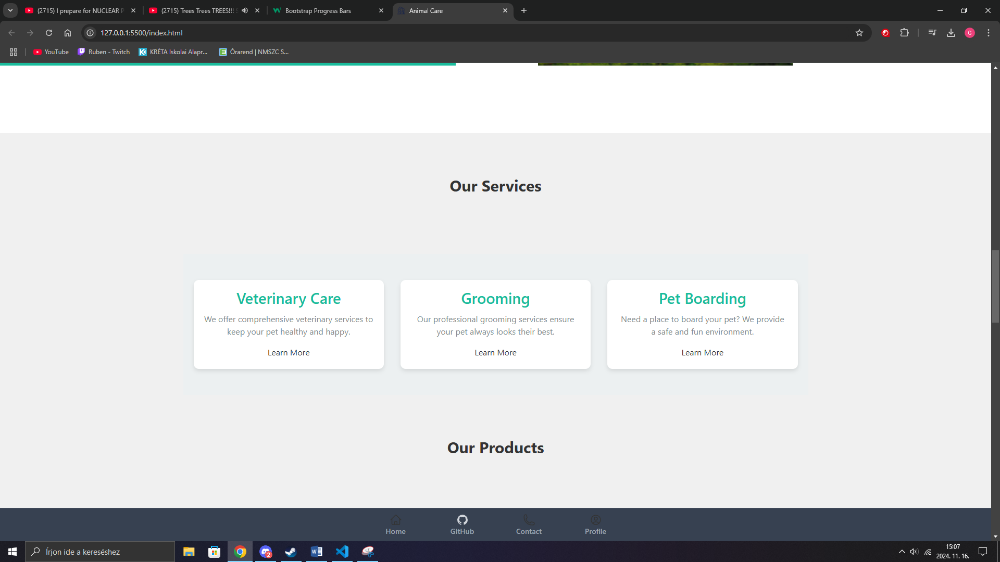 (2715) I prepare for NUCLEAR P
(2715) Trees Trees TREES!!! S
Bootstrap Progress Bars
Animal Care
127.0.0.1:5500/index.html
G
YouTube
Ruben - Twitch
KRÉTA Iskolai Alapr...
Órarend | NMSZC S...
Our Services
Veterinary Care
We offer comprehensive veterinary services to
keep your pet healthy and happy.
Learn More
Grooming
Our professional grooming services ensure
your pet always looks their best.
Learn More
Pet Boarding
Need a place to board your pet? We provide
a safe and fun environment.
Learn More
Our Products
Home
GitHub
Contact
Profile
Írjon ide a kereséshez
2
15:07
2024. 11. 16.